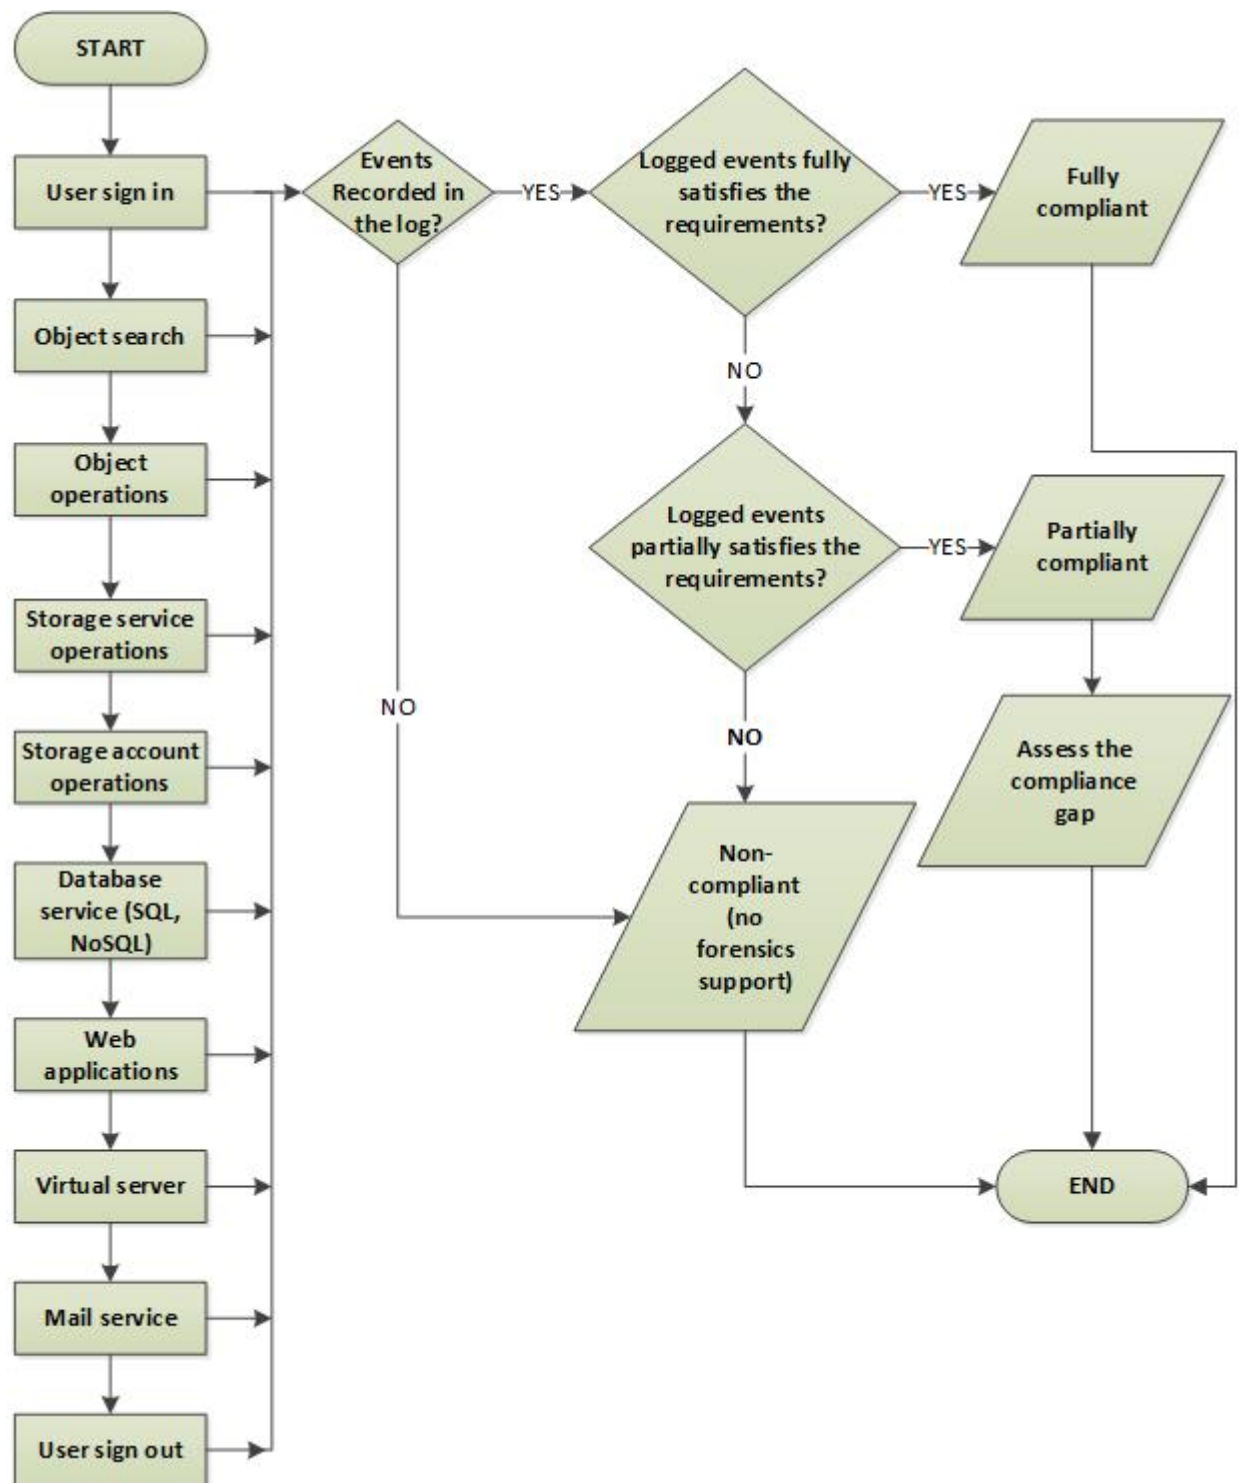 START
User sign in
Object search
Object
operations
Storage service
operations
Storage account
operations
Database
service (SQL,
NoSQL)
Web
applications
Virtual server
Mail service
User sign out
Events
Recorded in
the log?
YES
NO
Logged events fully
satisfies the
requirements?
YES
NO
Fully
compliant
Logged events
partially satisfies the
requirements?
YES
NO
Partially
compliant
Assess the
compliance
gap
Non-
compliant
(no
forensics
support)
END